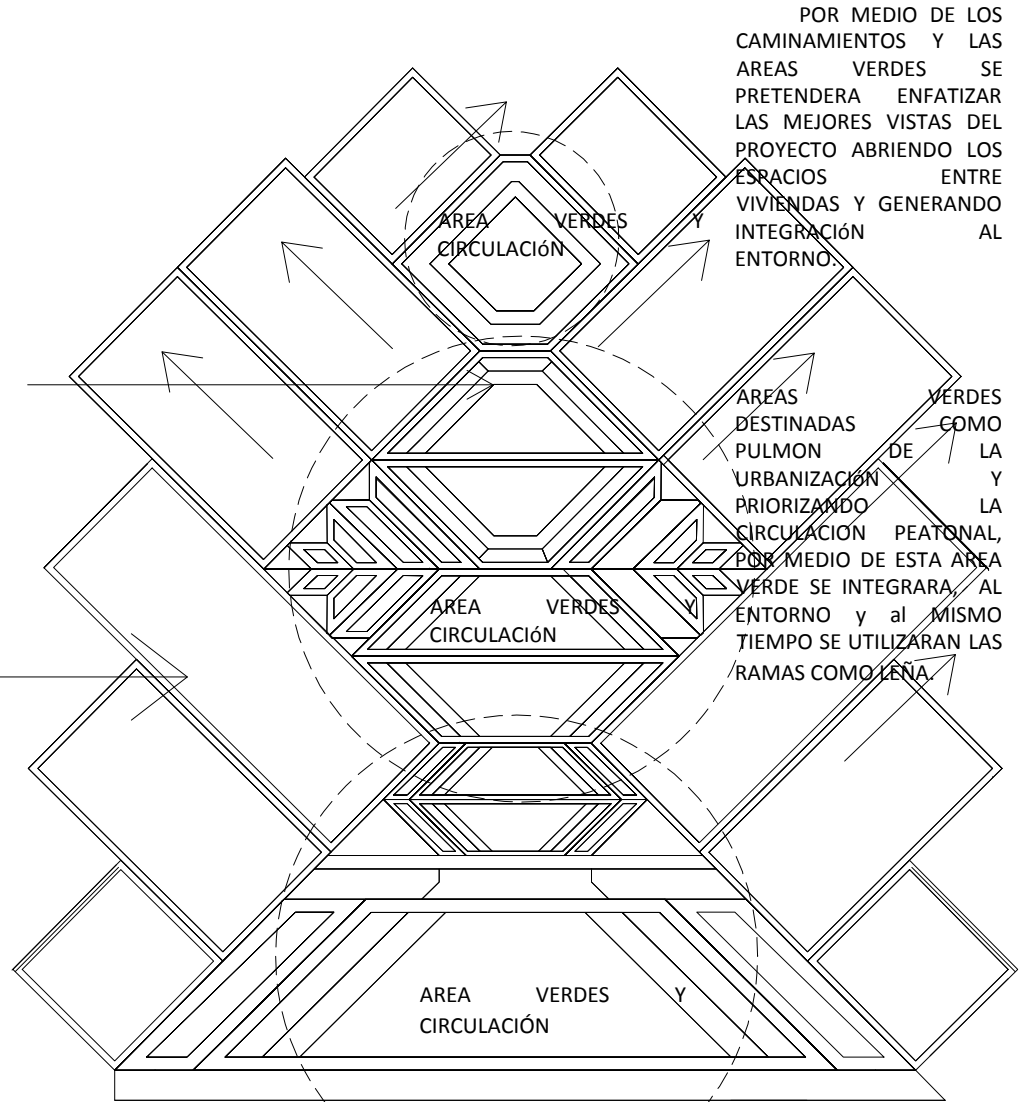 POR MEDIO DE LOS
CAMINAMIENTOS Y LAS
AREAS VERDES SE
PRETENDERA ENFATIZAR
LAS MEJORES VISTAS DEL
PROYECTO ABRIENDO LOS
ESPACIOS ENTRE
VIVIENDAS Y GENERANDO
INTEGRACIóN AL
ENTORNO.
AREA VERDES Y
CIRCULACIóN
AREAS VERDES
DESTINADAS COMO
PULMON DE LA
URBANIZACIóN Y
PRIORIZANDO LA
CIRCULACION PEATONAL,
POR MEDIO DE ESTA AREA
VERDE SE INTEGRARA, AL
ENTORNO y al MISMO
TIEMPO SE UTILIZARAN LAS
RAMAS COMO LEÑA.
AREA VERDES Y
CIRCULACIóN
AREA VERDES Y
CIRCULACIÓN